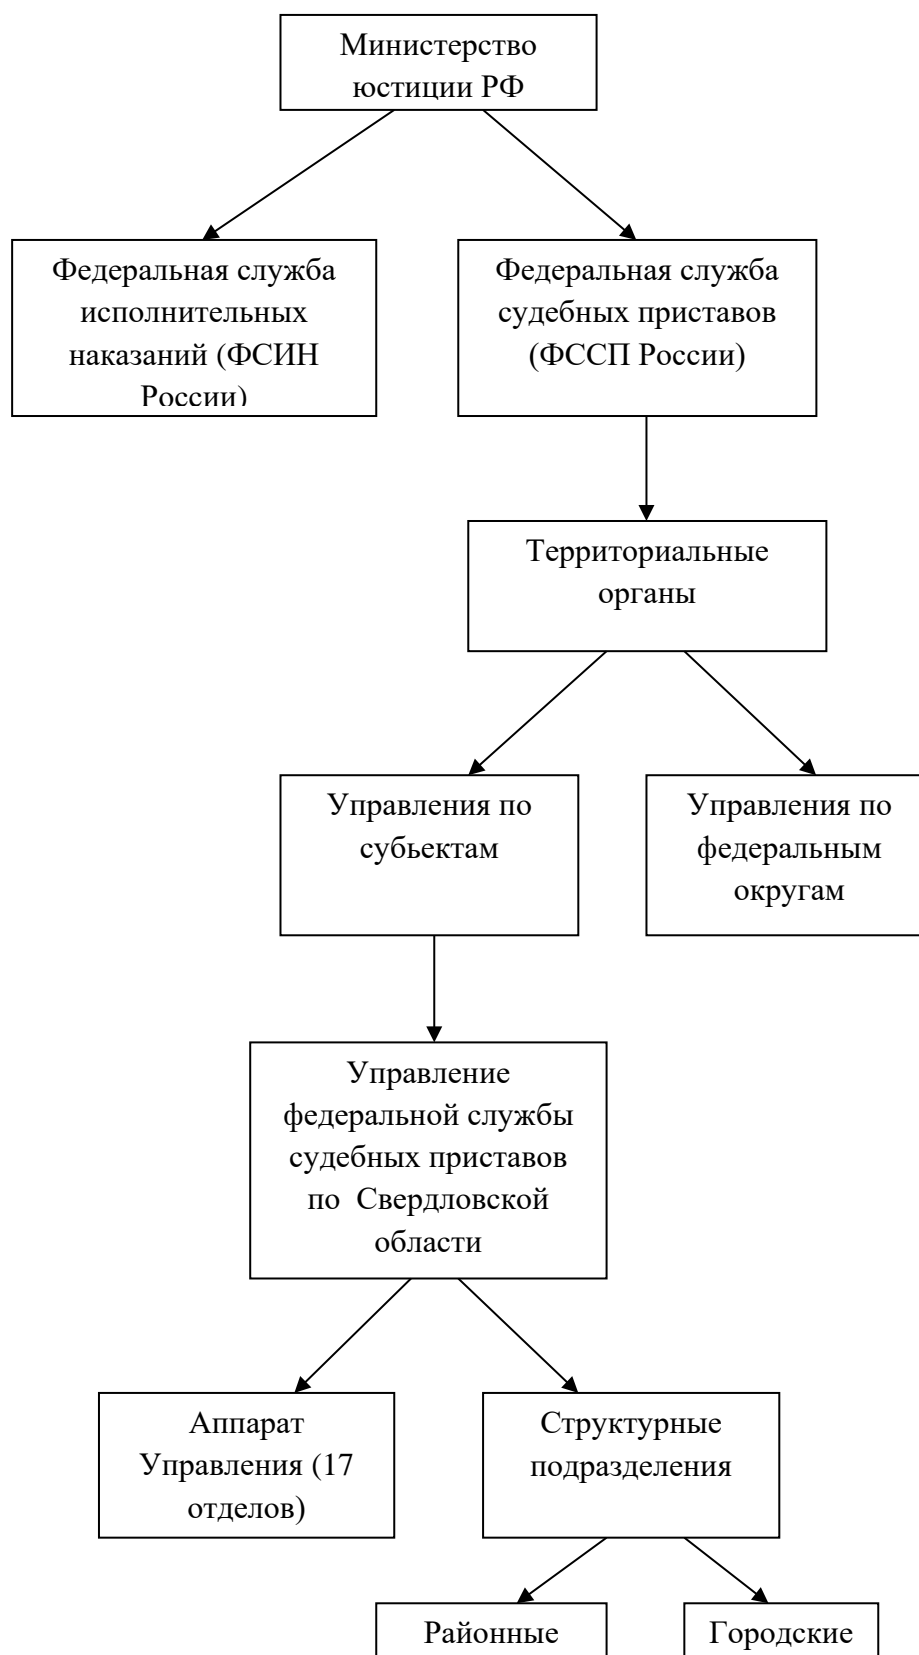 Министерство
юстиции РФ
Федеральная служба
исполнительных
наказаний (ФСИН
России)
Федеральная служба
судебных приставов
(ФССП России)
Территориальные
органы
Управления по
субьектам
Управления по
федеральным
округам
Управление
федеральной службы
судебных приставов
по Свердловской
области
Аппарат
Управления (17
отделов)
Структурные
подразделения
Районные
Городские